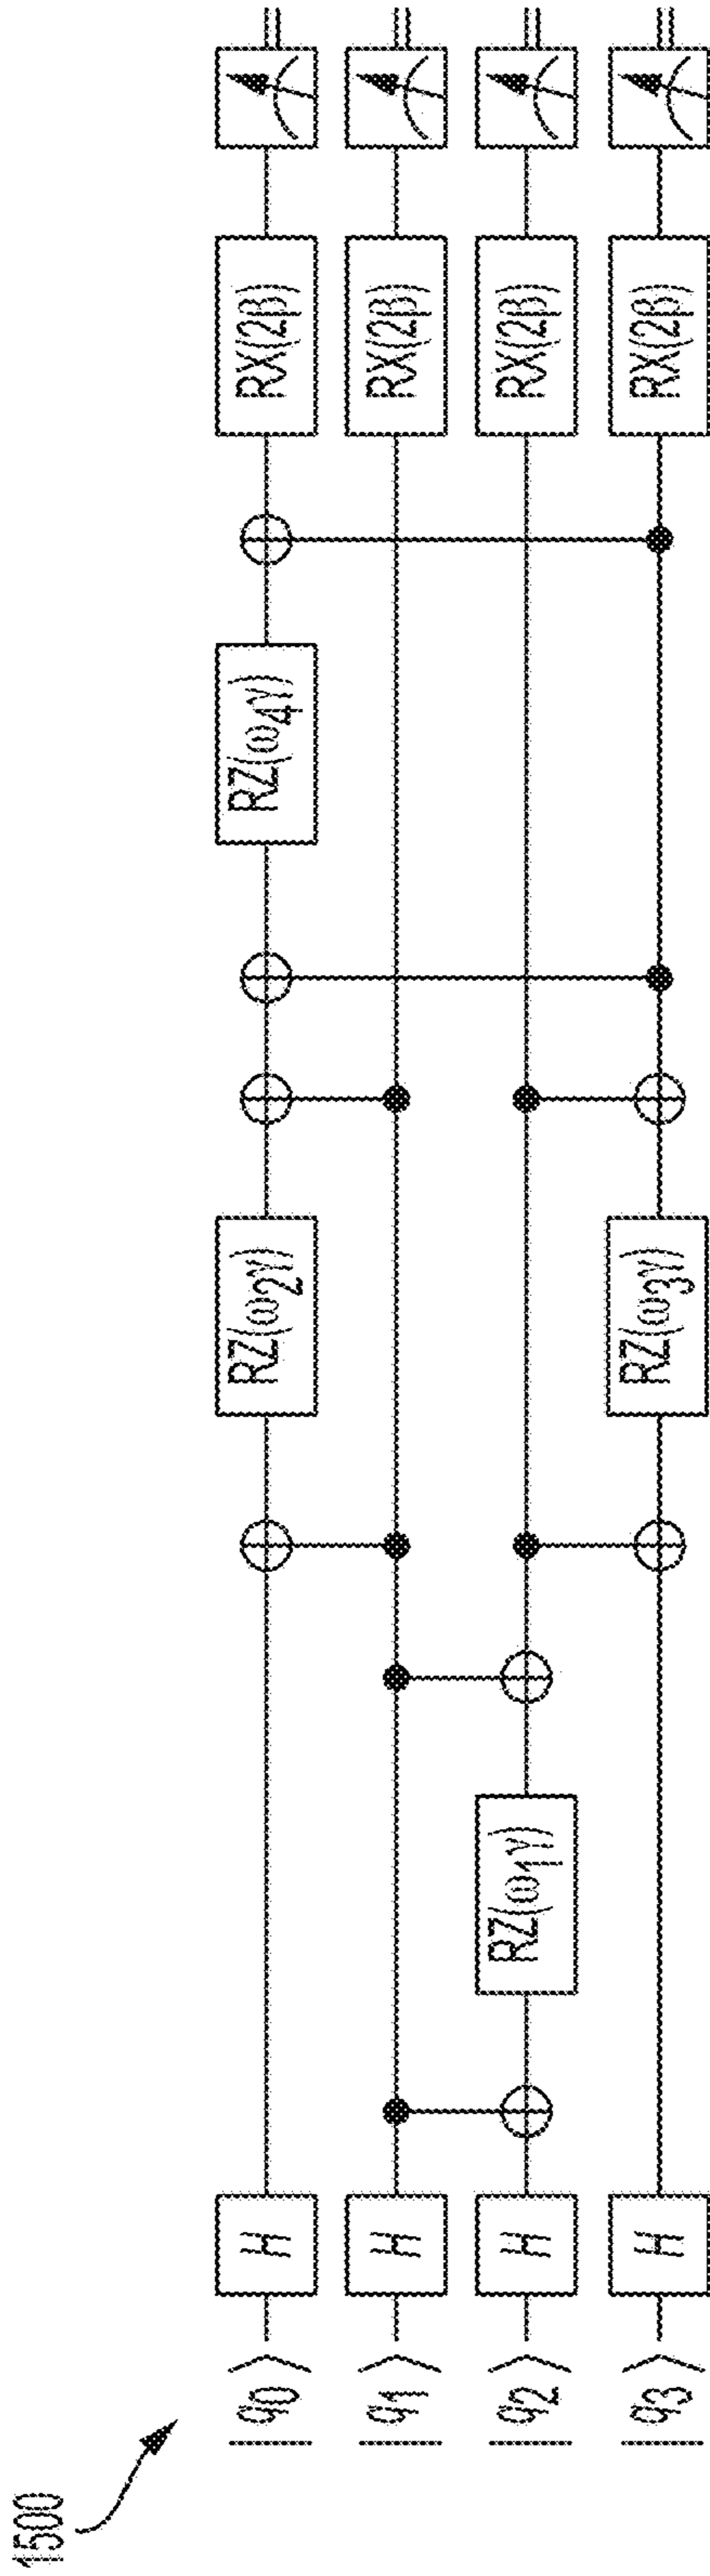 1500
|q0⟩ H RZ(ω2γ) RZ(ω4γ) RX(2β)
|q1⟩ H RX(2β)
|q2⟩ H RZ(ω1γ) RX(2β)
|q3⟩ H RZ(ω3γ) RX(2β)